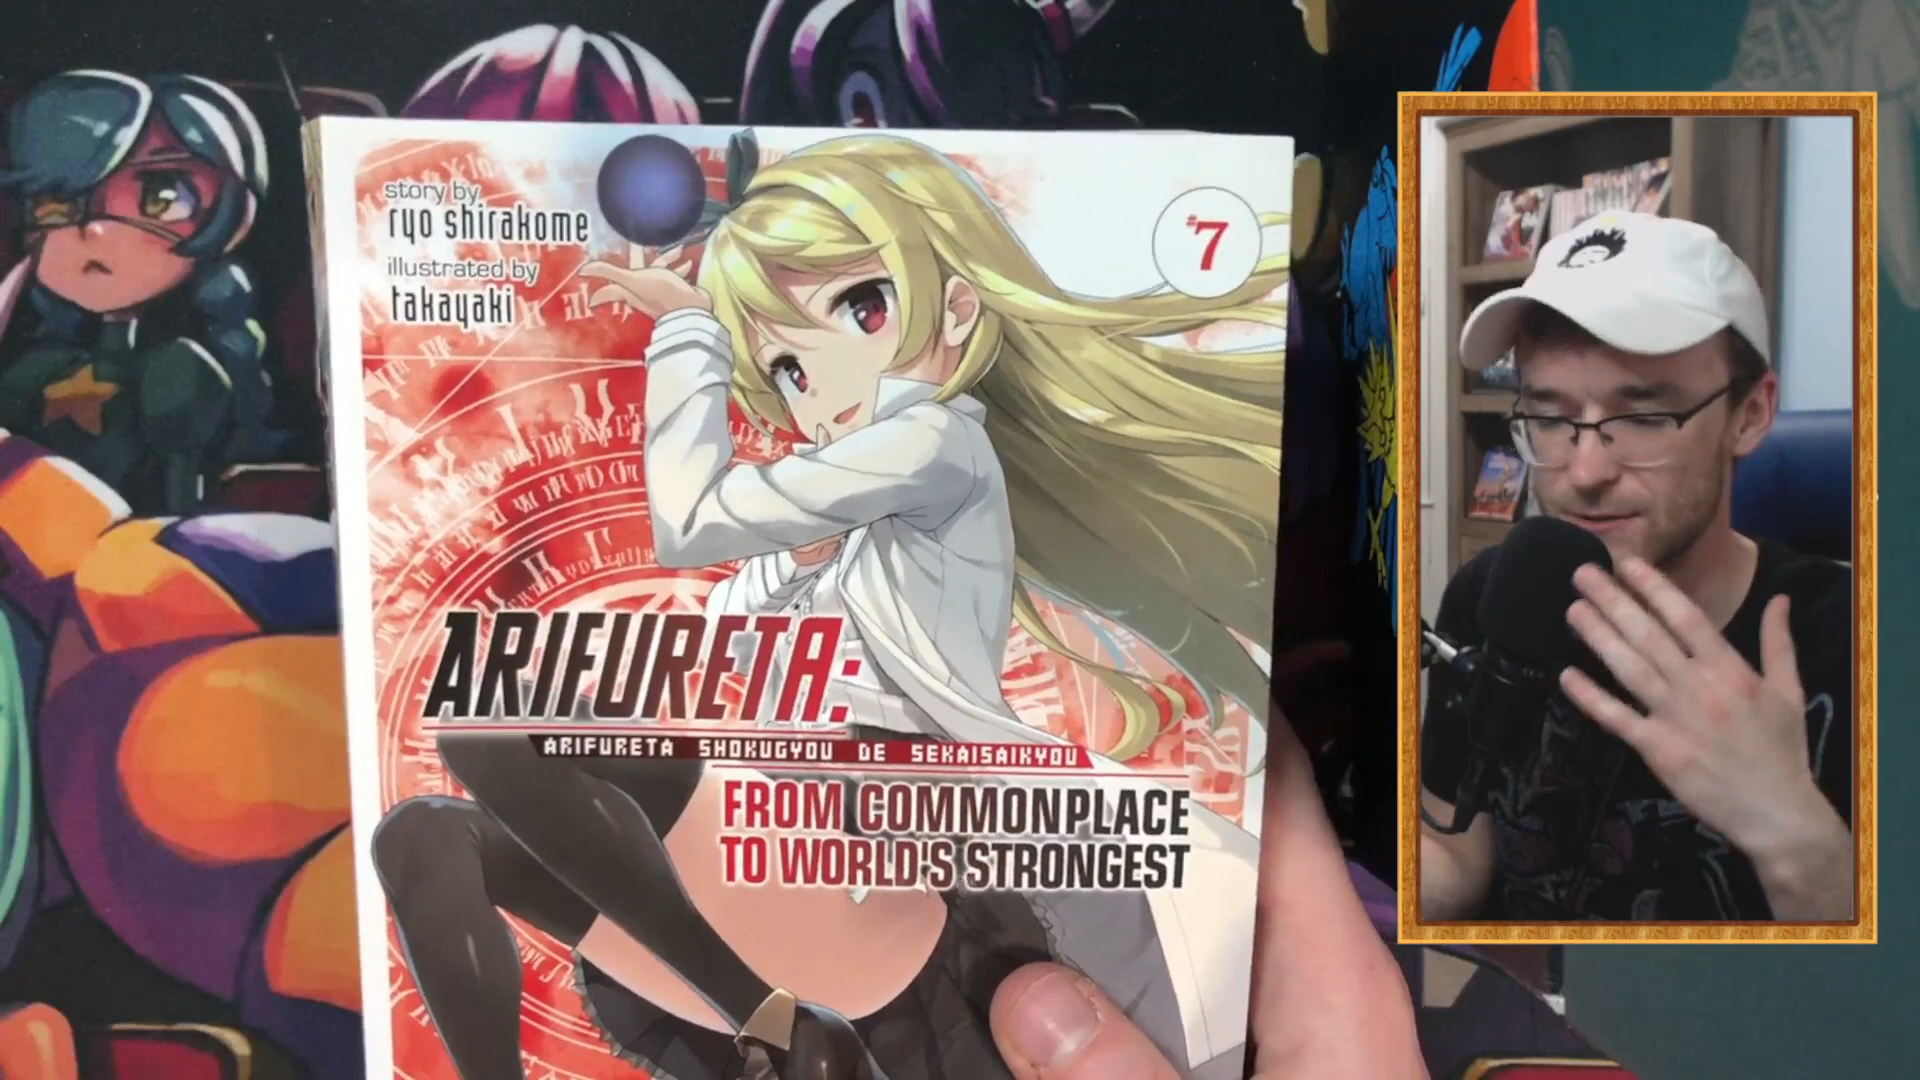 story by
ryo shirakome
illustrated by
takayaki
#7
ARIFURETA:
ARIFURETA SHOKUGYOU DE SEKAISAIKYOU
FROM COMMONPLACE
TO WORLD'S STRONGEST